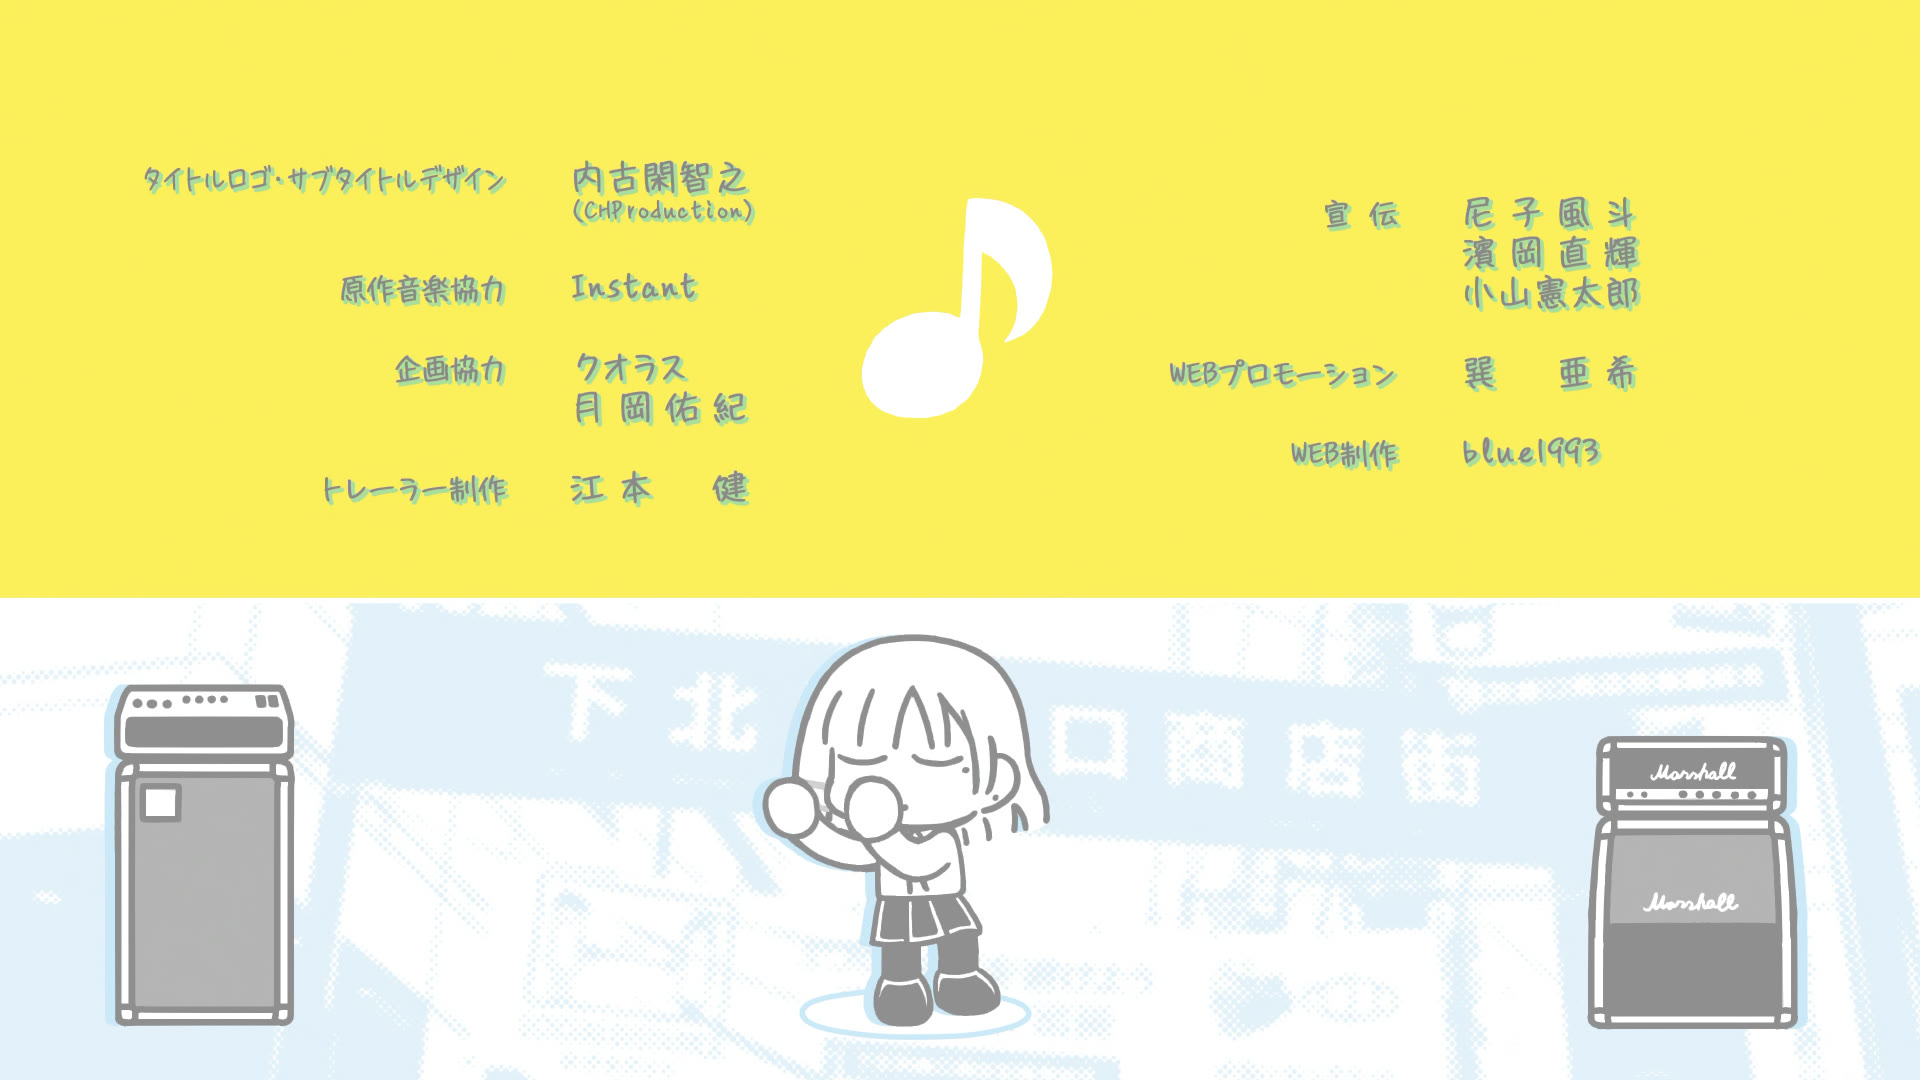 タイトルロゴ・サブタイトルデザイン 内古閑智之
(CHProduction)
原作音楽協力 Instant
企画協力 クオラス
月岡佑紀
トレーラー制作 江本 健
宣伝 尼子風斗
濱岡直輝
小山憲太郎
WEBプロモーション 巽 亜希
WEB制作 blue1993
下北 口商店街
Marshall
Marshall